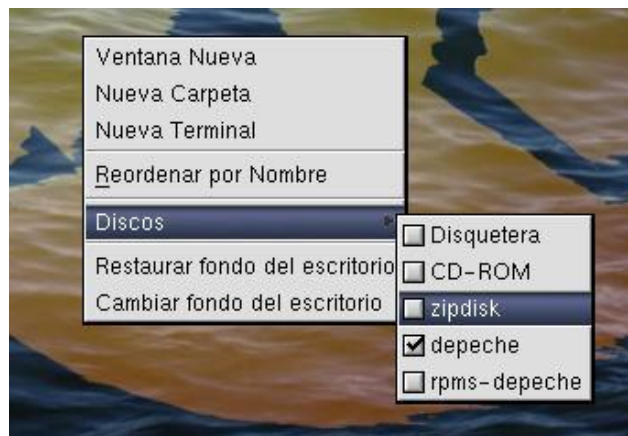 Ventana Nueva
Nueva Carpeta
Nueva Terminal
Reordenar por Nombre
Discos
Restaurar fondo del escritorio
Cambiar fondo del escritorio
Disquetera
CD-ROM
zipdisk
depeche
rpms-depeche